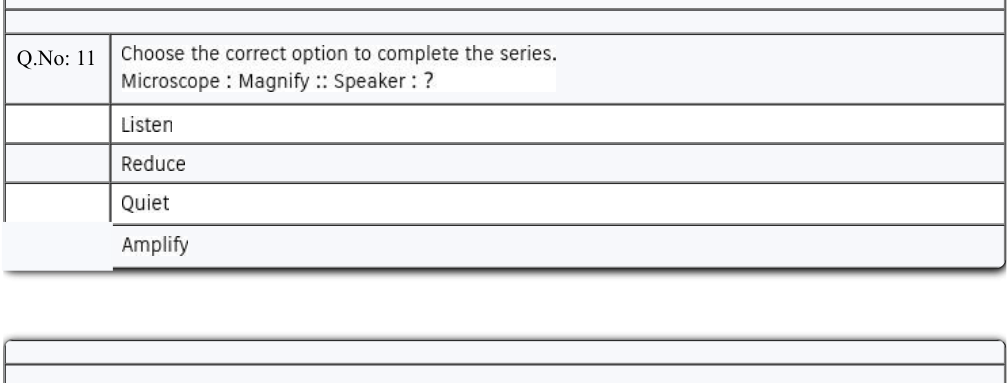 Q.No: 11
Choose the correct option to complete the series.
Microscope : Magnify :: Speaker : ?
Listen
Reduce
Quiet
Amplify